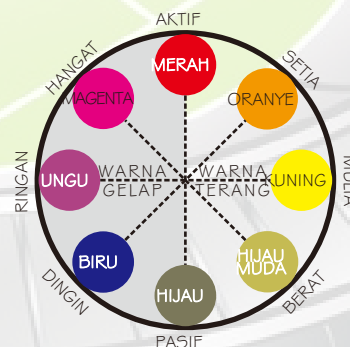 AKTIF
HANGAT
SETIA
MERAH
MAGENTA
ORANYE
RINGAN
UNGU
WARNA
GELAP
WARNA
TERANG
KUNING
MULIA
BIRU
HIJAU
MUDA
DINGIN
HIJAU
BERAT
PASIF